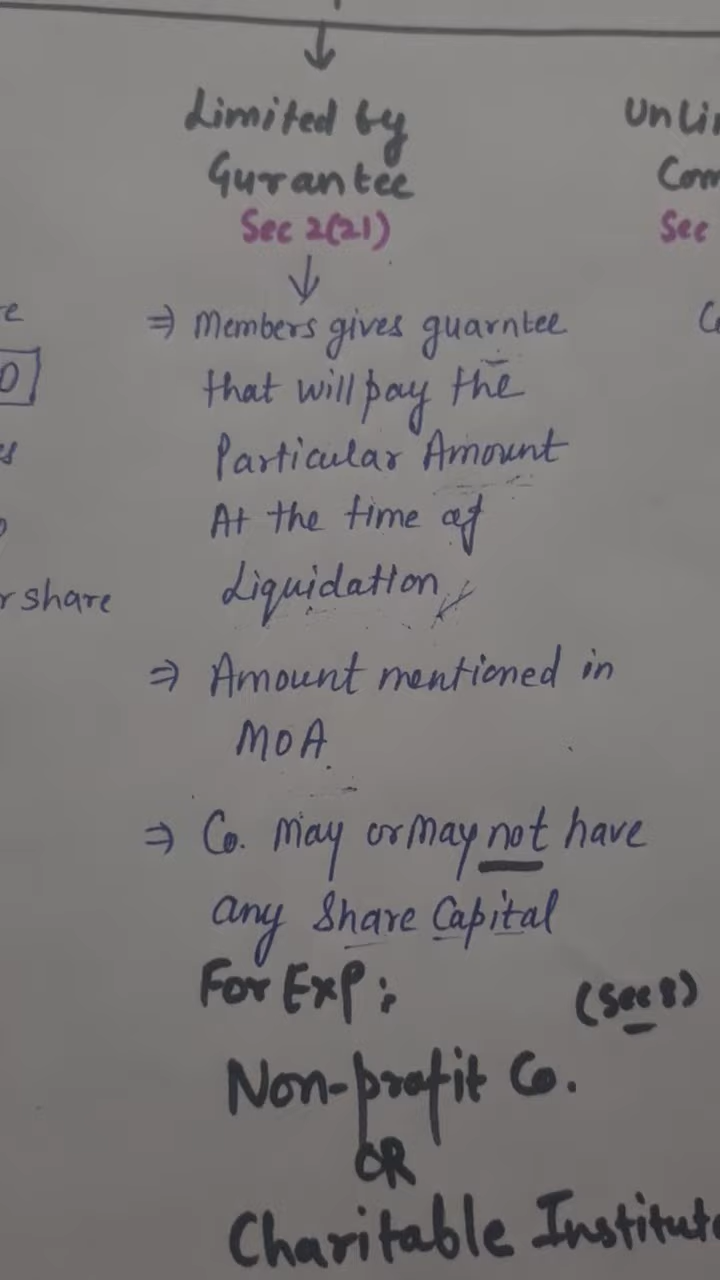 Limited by
Gurantee
Sec 2(21)
⇒ Members gives guarntee
that will pay the
Particular Amount
At the time of
Liquidation
⇒ Amount mentioned in
MOA
⇒ Co. May or May not have
any Share Capital
For Exp:
(Sec 8)
Non-profit Co.
OR
Charitable Institut
Unli
Com
Sec
r share